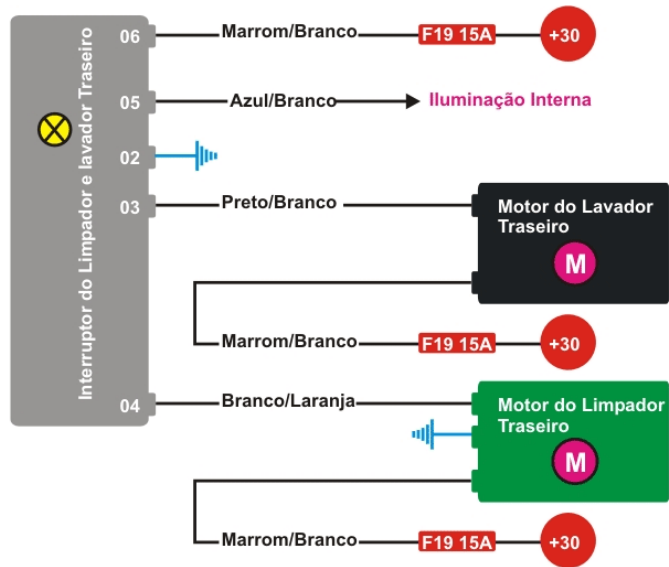 06 Marrom/Branco F19 15A +30
05 Azul/Branco Iluminação Interna
02
03 Preto/Branco
Motor do Lavador
Traseiro
M
Marrom/Branco F19 15A +30
04 Branco/Laranja
Motor do Limpador
Traseiro
M
Marrom/Branco F19 15A +30
Interruptor do Limpador e lavador Traseiro